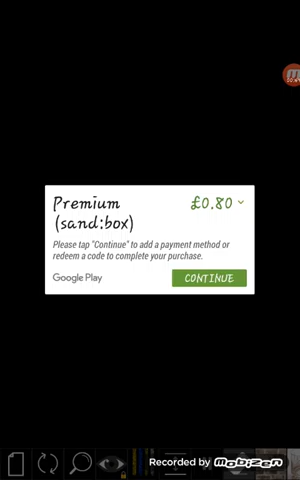 Premium
(sand:box)
£0.80
Please tap "Continue" to add a payment method or
redeem a code to complete your purchase.
Google Play
CONTINUE
Recorded by mobizen